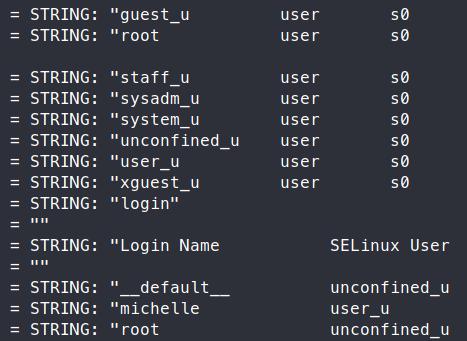 = STRING: "guest_u         user       s0
= STRING: "root            user       s0
= STRING: "staff_u         user       s0
= STRING: "sysadm_u        user       s0
= STRING: "system_u        user       s0
= STRING: "unconfined_u    user       s0
= STRING: "user_u          user       s0
= STRING: "xguest_u        user       s0
= STRING: "login"
= ""
= STRING: "Login Name           SELinux User
= ""
= STRING: "__default__          unconfined_u
= STRING: "michelle             user_u
= STRING: "root                 unconfined_u